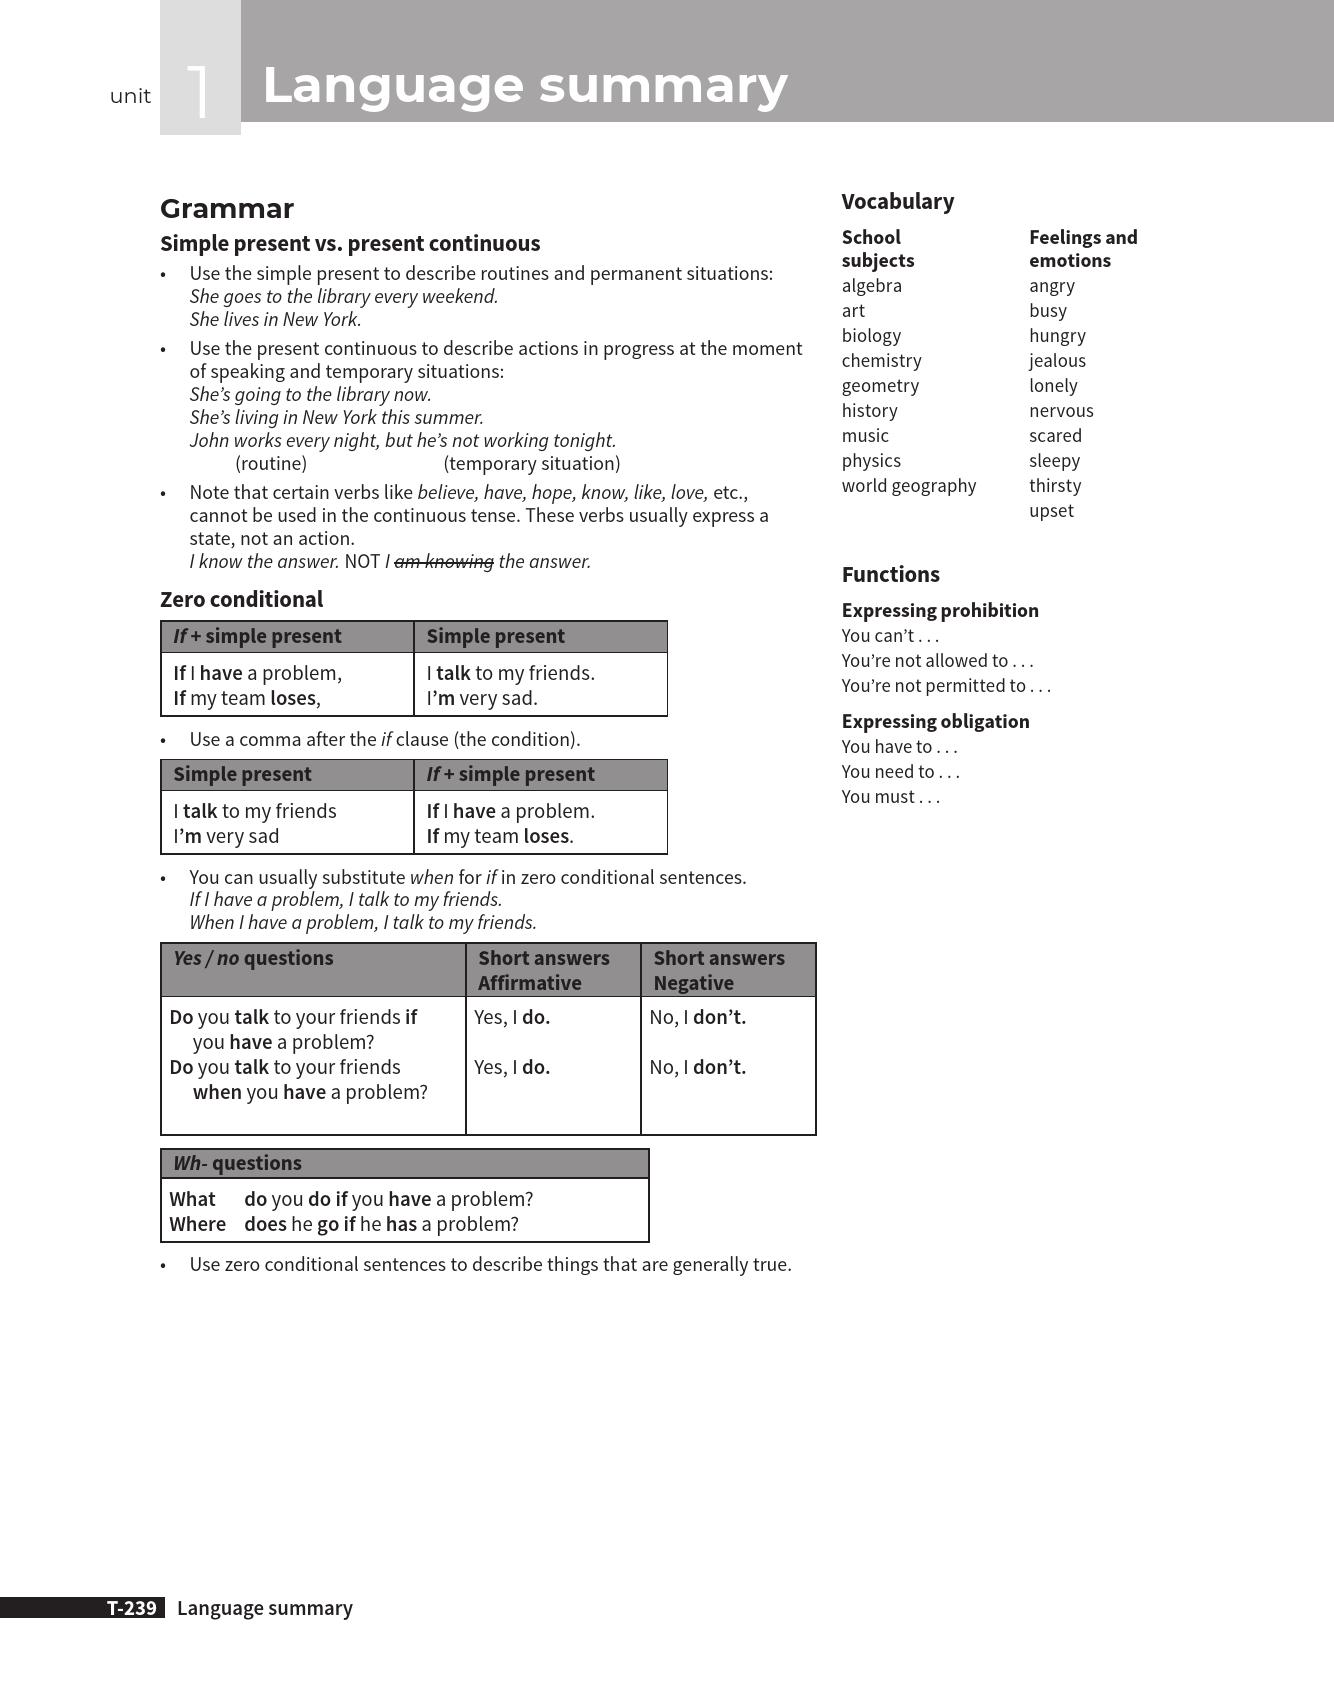 unit
1
Language summary
Grammar
Simple present vs. present continuous
• Use the simple present to describe routines and permanent situations:
She goes to the library every weekend.
She lives in New York.
• Use the present continuous to describe actions in progress at the moment
of speaking and temporary situations:
She’s going to the library now.
She’s living in New York this summer.
John works every night, but he’s not working tonight.
(routine) (temporary situation)
• Note that certain verbs like believe, have, hope, know, like, love, etc.,
cannot be used in the continuous tense. These verbs usually express a
state, not an action.
I know the answer. NOT I am knowing the answer.
Zero conditional
If + simple present Simple present
If I have a problem, I talk to my friends.
If my team loses, I’m very sad.
• Use a comma after the if clause (the condition).
Simple present If + simple present
I talk to my friends If I have a problem.
I’m very sad If my team loses.
• You can usually substitute when for if in zero conditional sentences.
If I have a problem, I talk to my friends.
When I have a problem, I talk to my friends.
Yes / no questions Short answers Short answers
Affirmative Negative
Do you talk to your friends if Yes, I do. No, I don’t.
you have a problem?
Do you talk to your friends Yes, I do. No, I don’t.
when you have a problem?
Wh- questions
What do you do if you have a problem?
Where does he go if he has a problem?
• Use zero conditional sentences to describe things that are generally true.
Vocabulary
School
subjects
algebra
art
biology
chemistry
geometry
history
music
physics
world geography
Feelings and
emotions
angry
busy
hungry
jealous
lonely
nervous
scared
sleepy
thirsty
upset
Functions
Expressing prohibition
You can’t . . .
You’re not allowed to . . .
You’re not permitted to . . .
Expressing obligation
You have to . . .
You need to . . .
You must . . .
T-239 Language summary